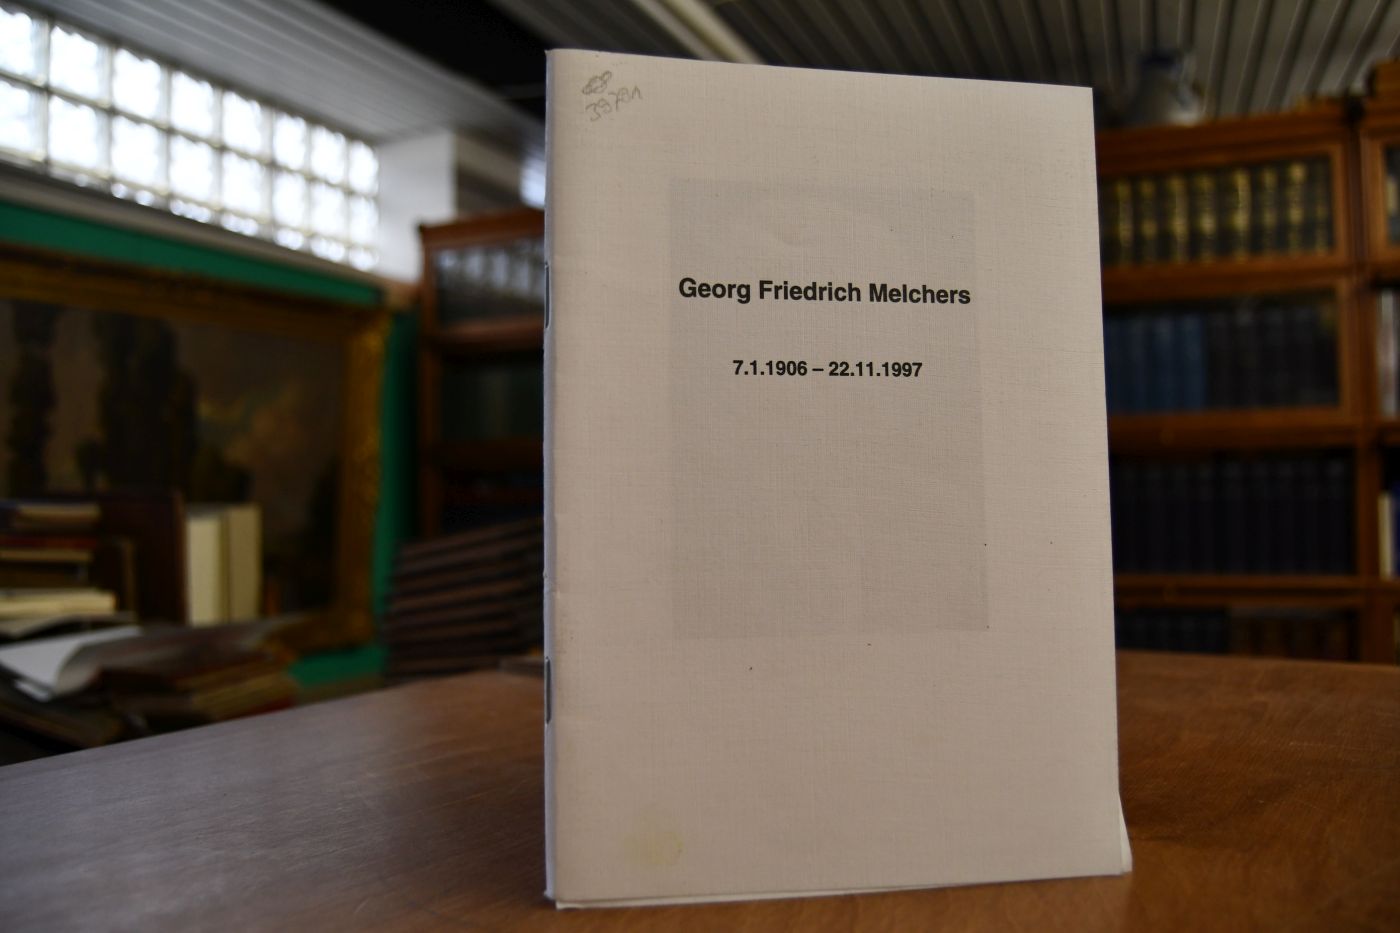 Georg Friedrich Melchers
7.1.1906 – 22.11.1997